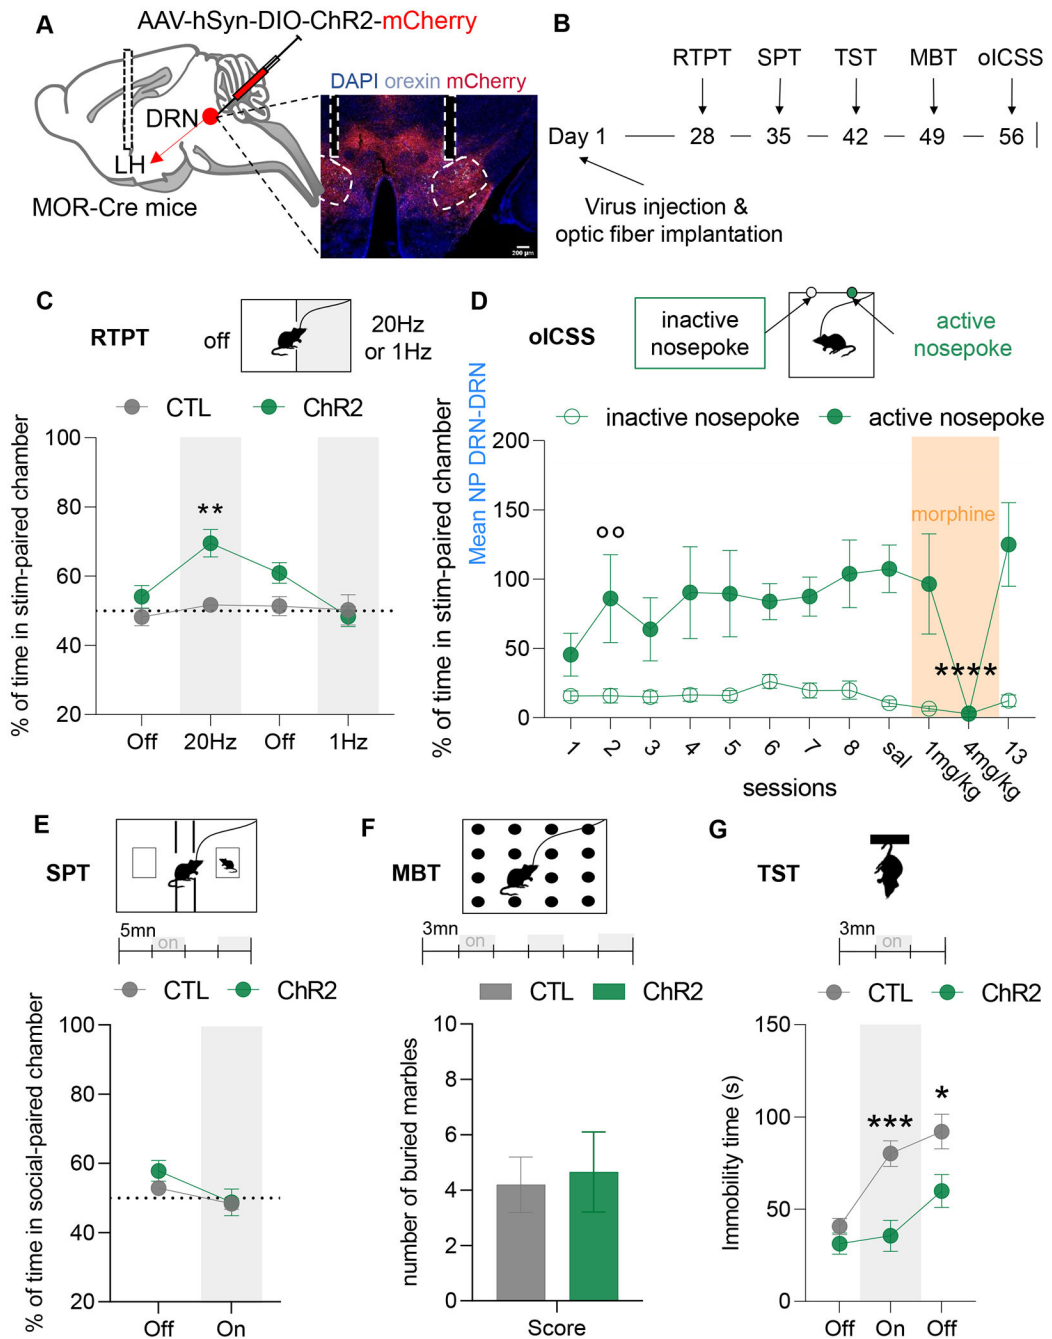 A
AAV-hSyn-DIO-ChR2-mCherry
DRN
LH
MOR-Cre mice
DAPI orexin mCherry
200 µm
B
RTPT SPT TST MBT oICSS
Day 1 28 35 42 49 56
Virus injection &
optic fiber implantation
C
RTPT
off
20Hz
or 1Hz
CTL ChR2
% of time in stim-paired chamber
100
80
60
40
20
**
Off 20Hz Off 1Hz
D
oICSS
inactive
nosepoke
active
nosepoke
inactive nosepoke active nosepoke
Mean NP DRN-DRN
% of time in stim-paired chamber
200
150
100
50
0
morphine
****
1 2 3 4 5 6 7 8 sal 1mg/kg 4mg/kg 13
sessions
E
SPT
5mn
on
CTL ChR2
% of time in social-paired chamber
100
80
60
40
20
Off On
F
MBT
3mn
on
CTL ChR2
number of buried marbles
10
8
6
4
2
0
Score
G
TST
3mn
on
CTL ChR2
Immobility time (s)
150
100
50
0
***
*
Off On Off